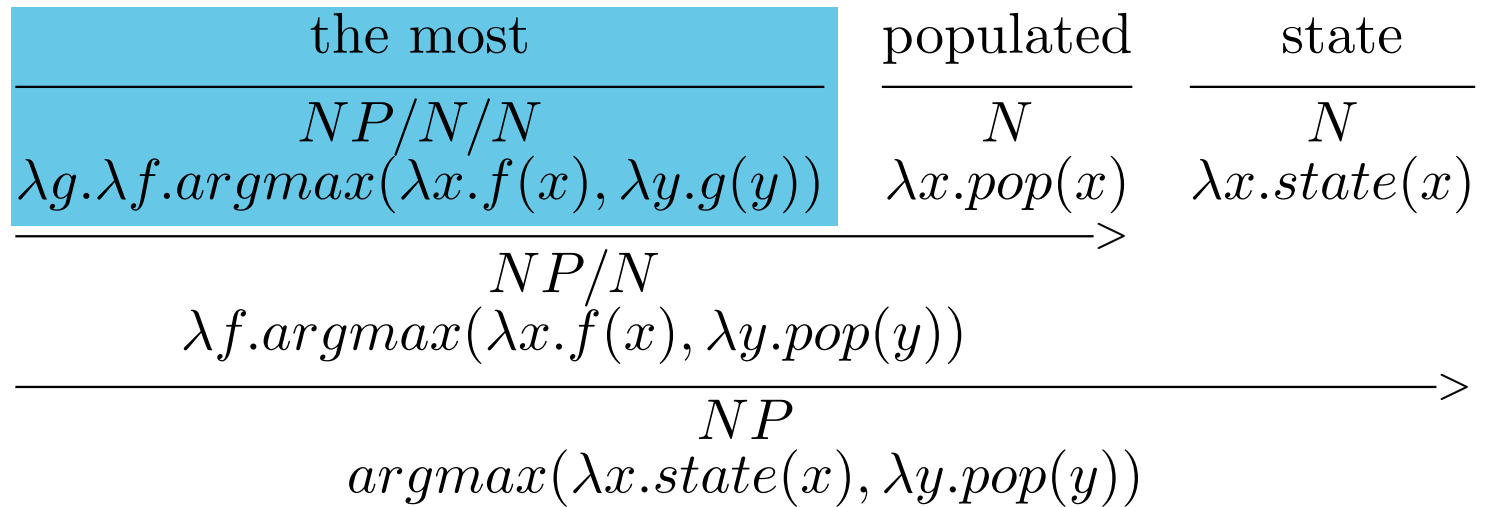 the most populated state
NP/N/N N N
λg.λf.argmax(λx.f(x), λy.g(y)) λx.pop(x) λx.state(x)
>
NP/N
λf.argmax(λx.f(x), λy.pop(y))
>
NP
argmax(λx.state(x), λy.pop(y))